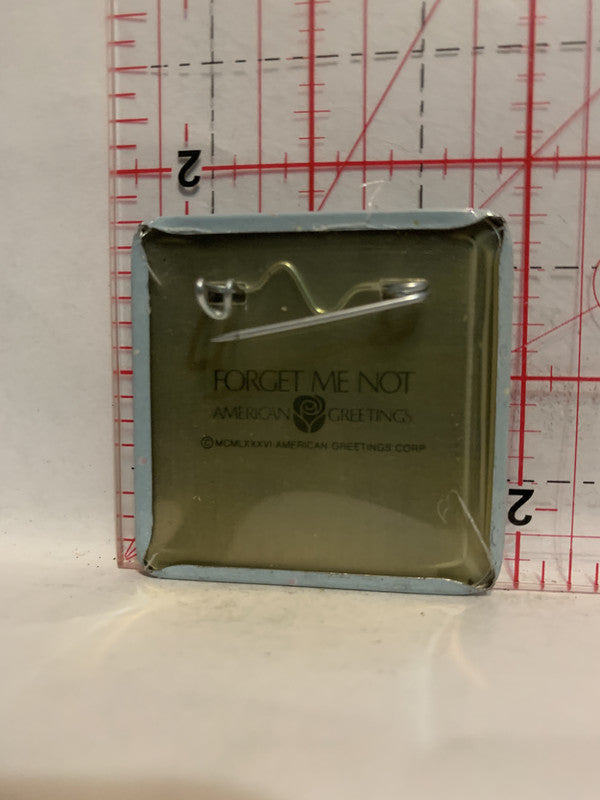 2
FORGET ME NOT
AMERICAN GREETINGS
© MCMLXXXVI AMERICAN GREETINGS CORP.
2